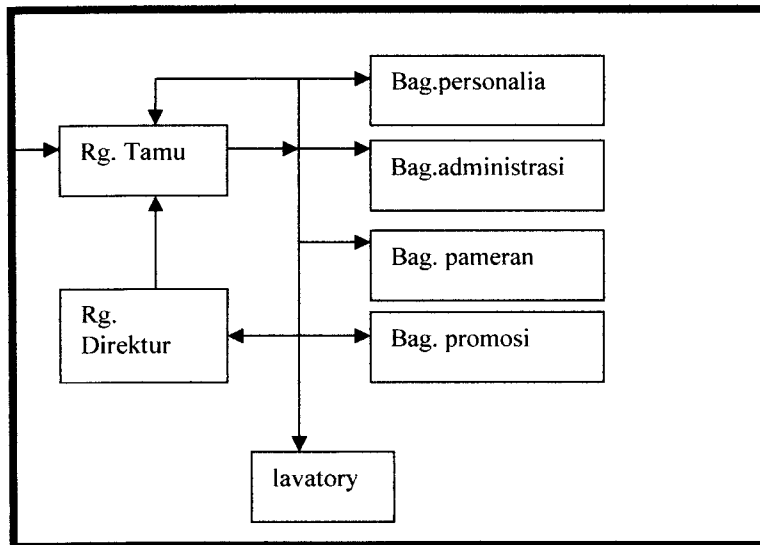 Bag.personalia
Rg. Tamu
Bag.administrasi
Bag. pameran
Rg.
Direktur
Bag. promosi
lavatory